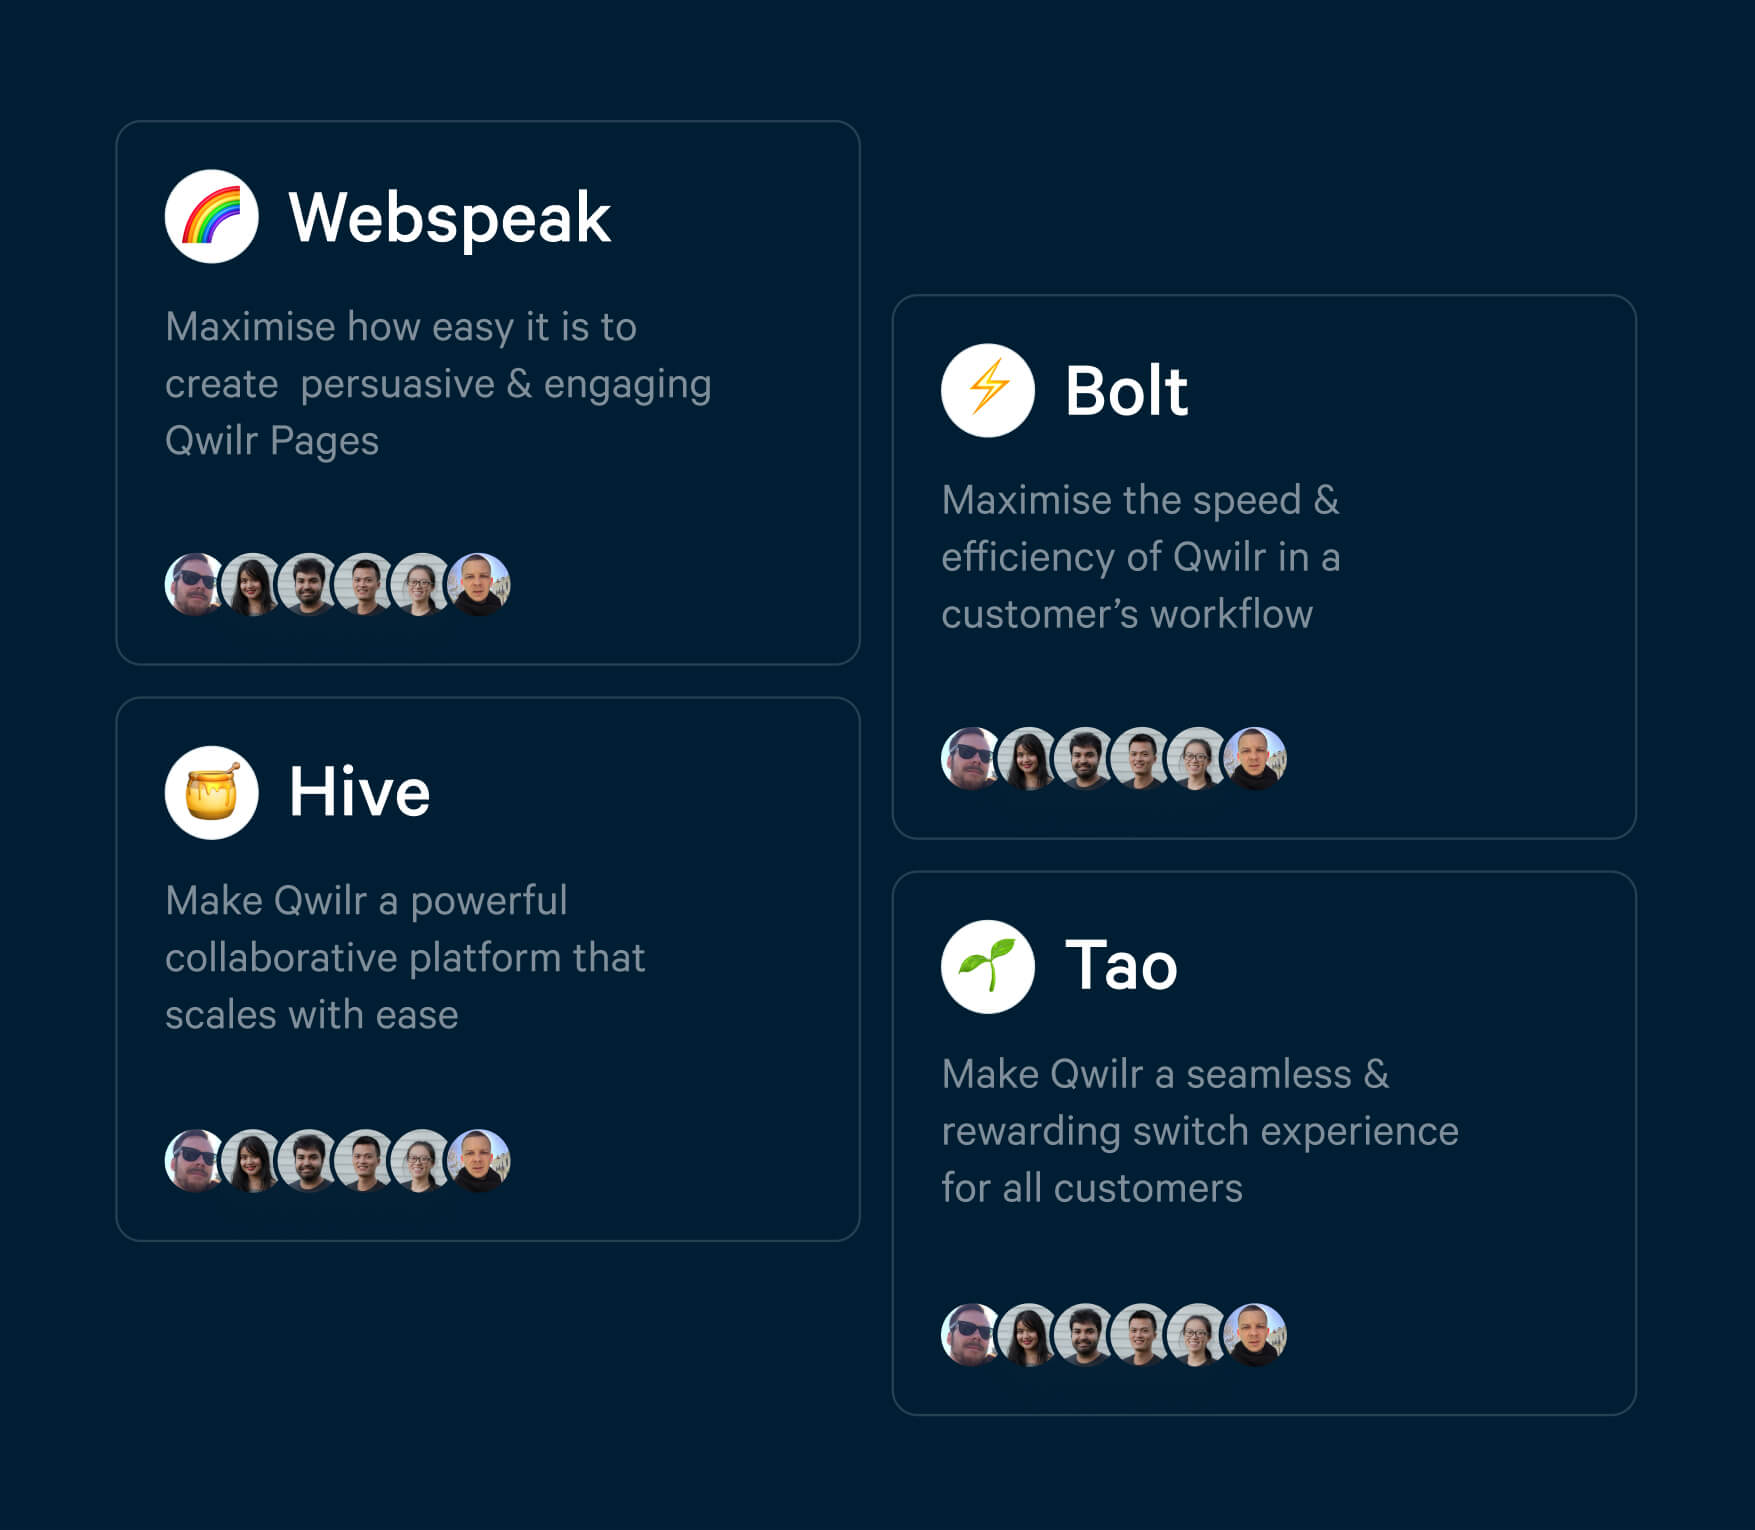 Webspeak
Maximise how easy it is to
create  persuasive & engaging
Qwilr Pages
Bolt
Maximise the speed &
efficiency of Qwilr in a
customer’s workflow
Hive
Make Qwilr a powerful
collaborative platform that
scales with ease
Tao
Make Qwilr a seamless &
rewarding switch experience
for all customers